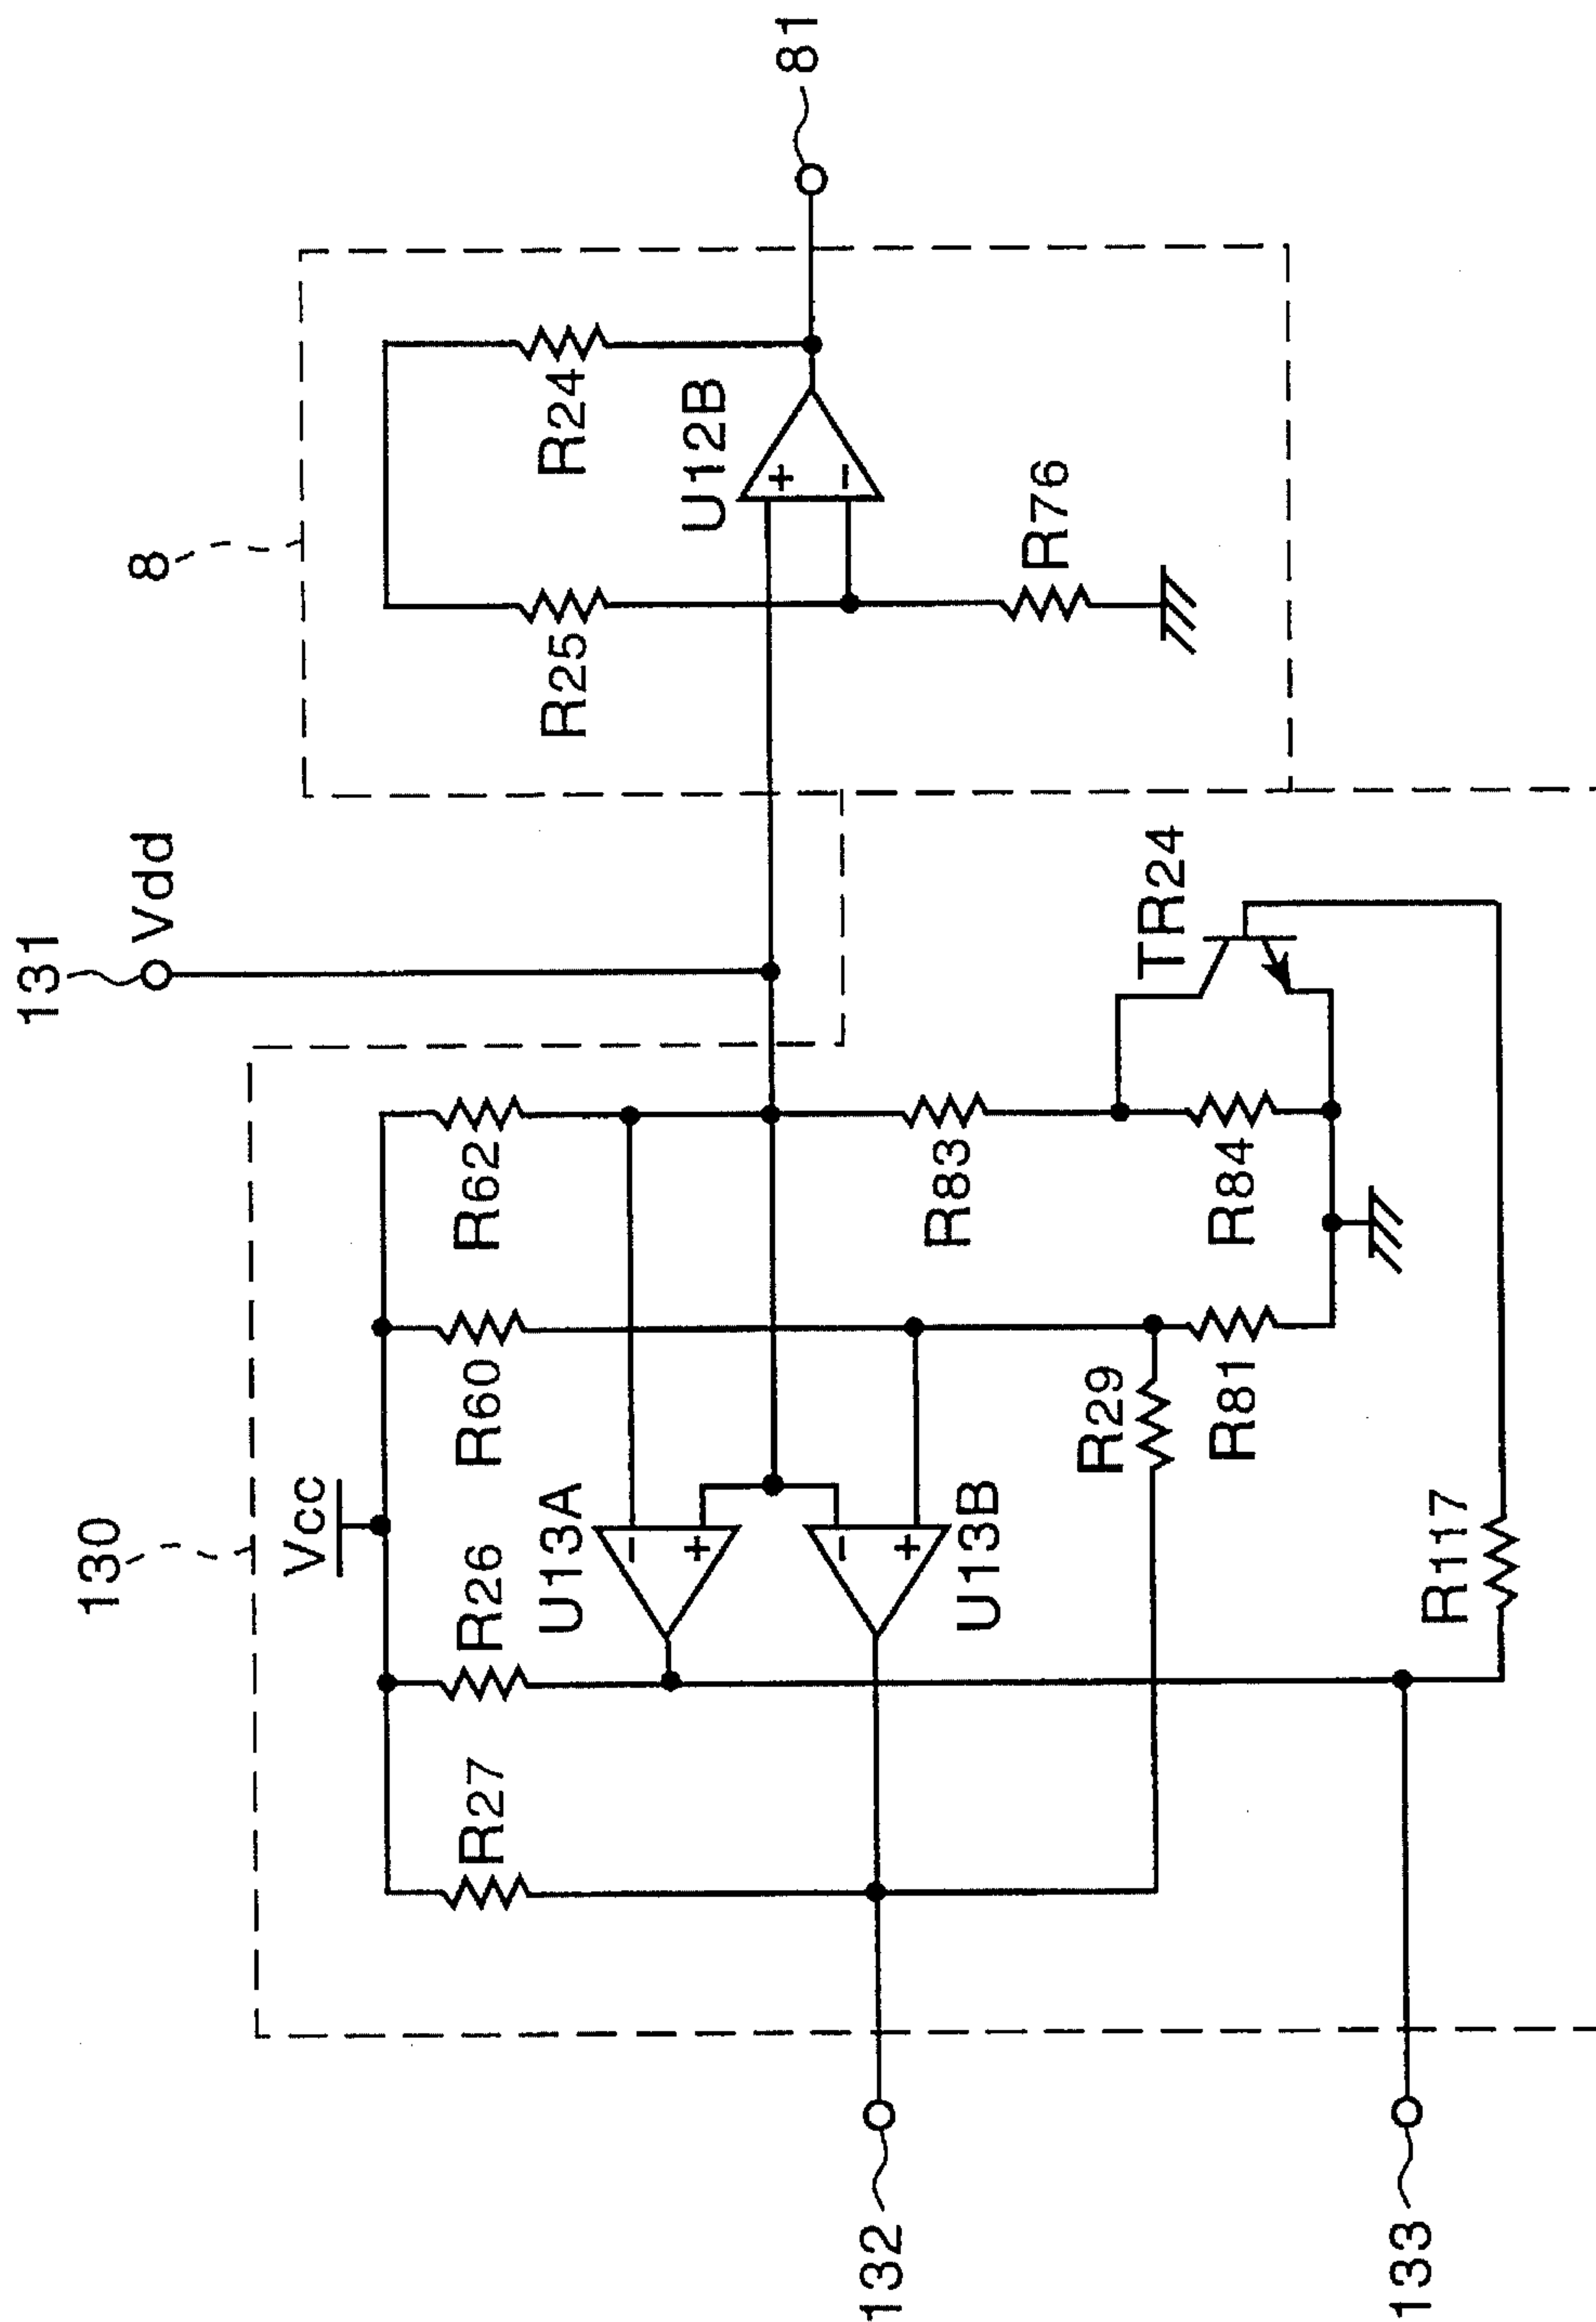 131
Vdd
8
81
130
Vcc
R25
R24
U12B
R76
R27
R26
R60
R62
U13A
U13B
R83
TR24
R29
R81
R84
R117
132
133
+
−
−
+
−
+